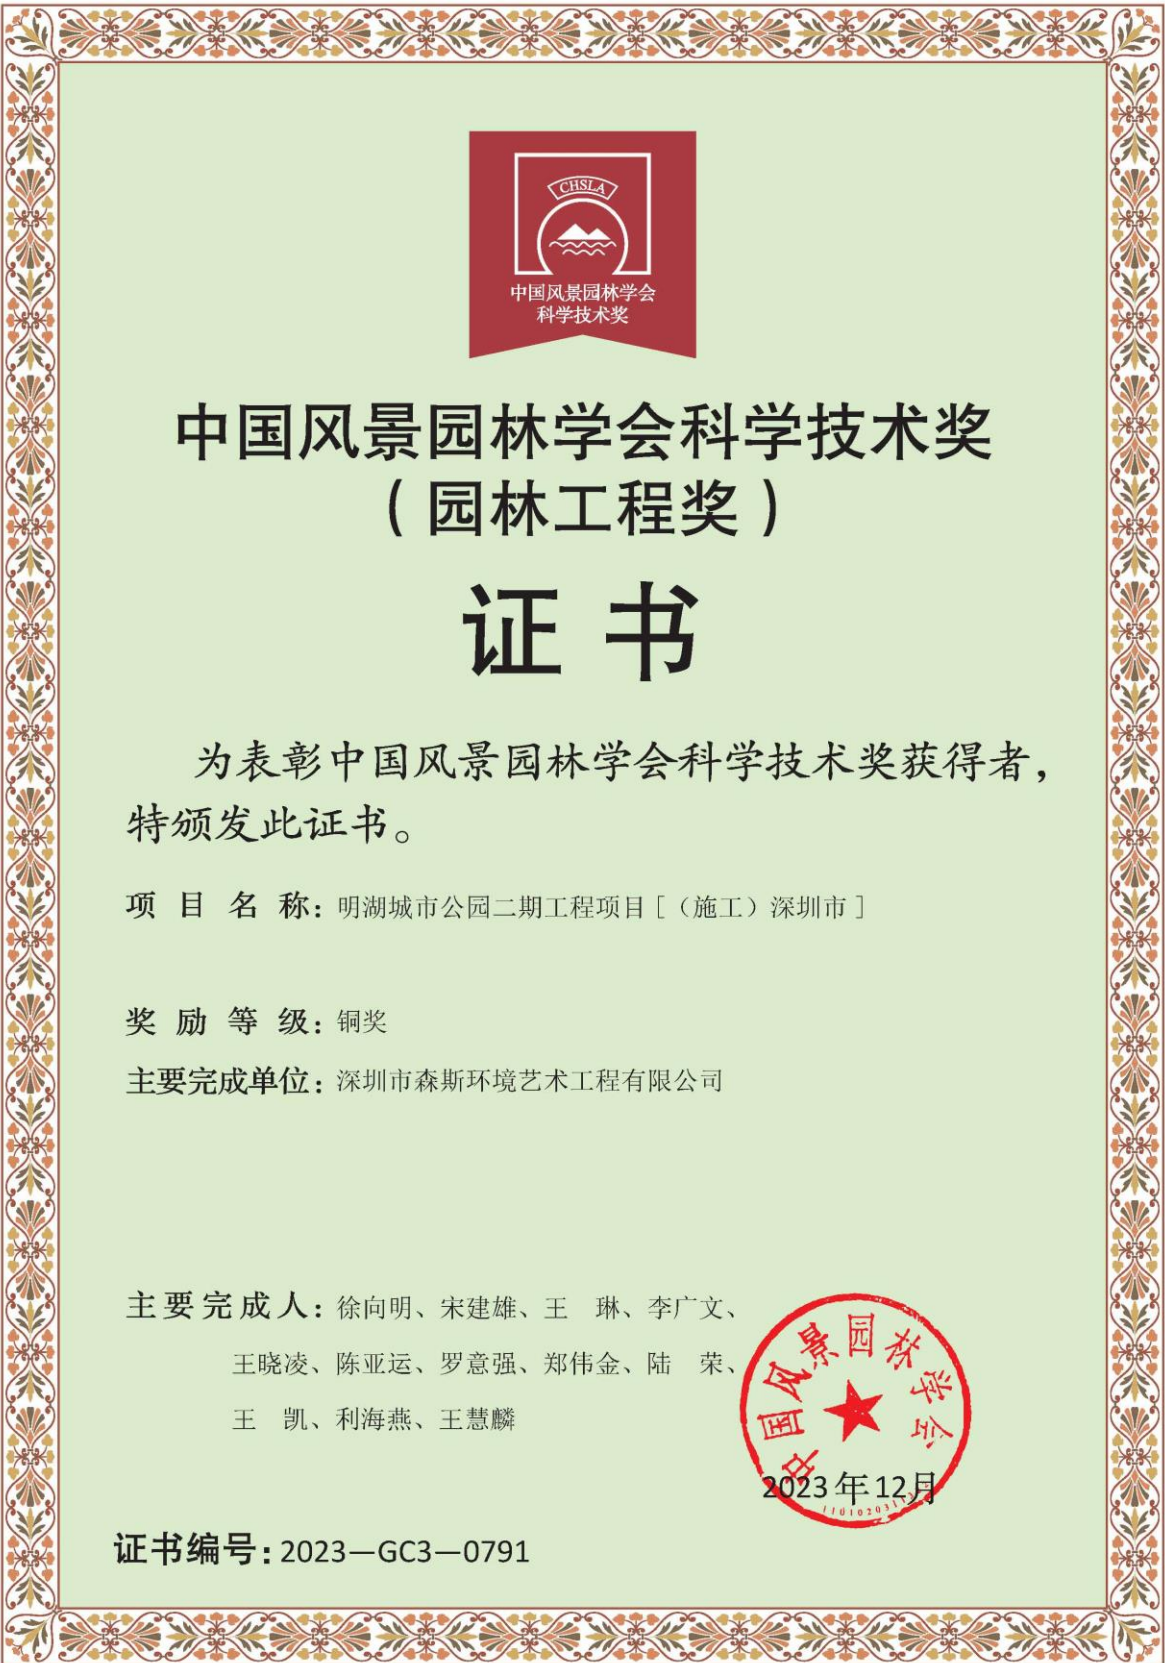 CHSLA
中国风景园林学会
科学技术奖
中国风景园林学会科学技术奖
（园林工程奖）
证 书
为表彰中国风景园林学会科学技术奖获得者，
特颁发此证书。
项 目 名 称：明湖城市公园二期工程项目［（施工）深圳市］
奖 励 等 级：铜奖
主要完成单位：深圳市森斯环境艺术工程有限公司
主要完成人：徐向明、宋建雄、王　琳、李广文、
王晓凌、陈亚运、罗意强、郑伟金、陆　荣、
王　凯、利海燕、王慧麟
中国风景园林学会
2023年12月
证书编号：2023—GC3—0791